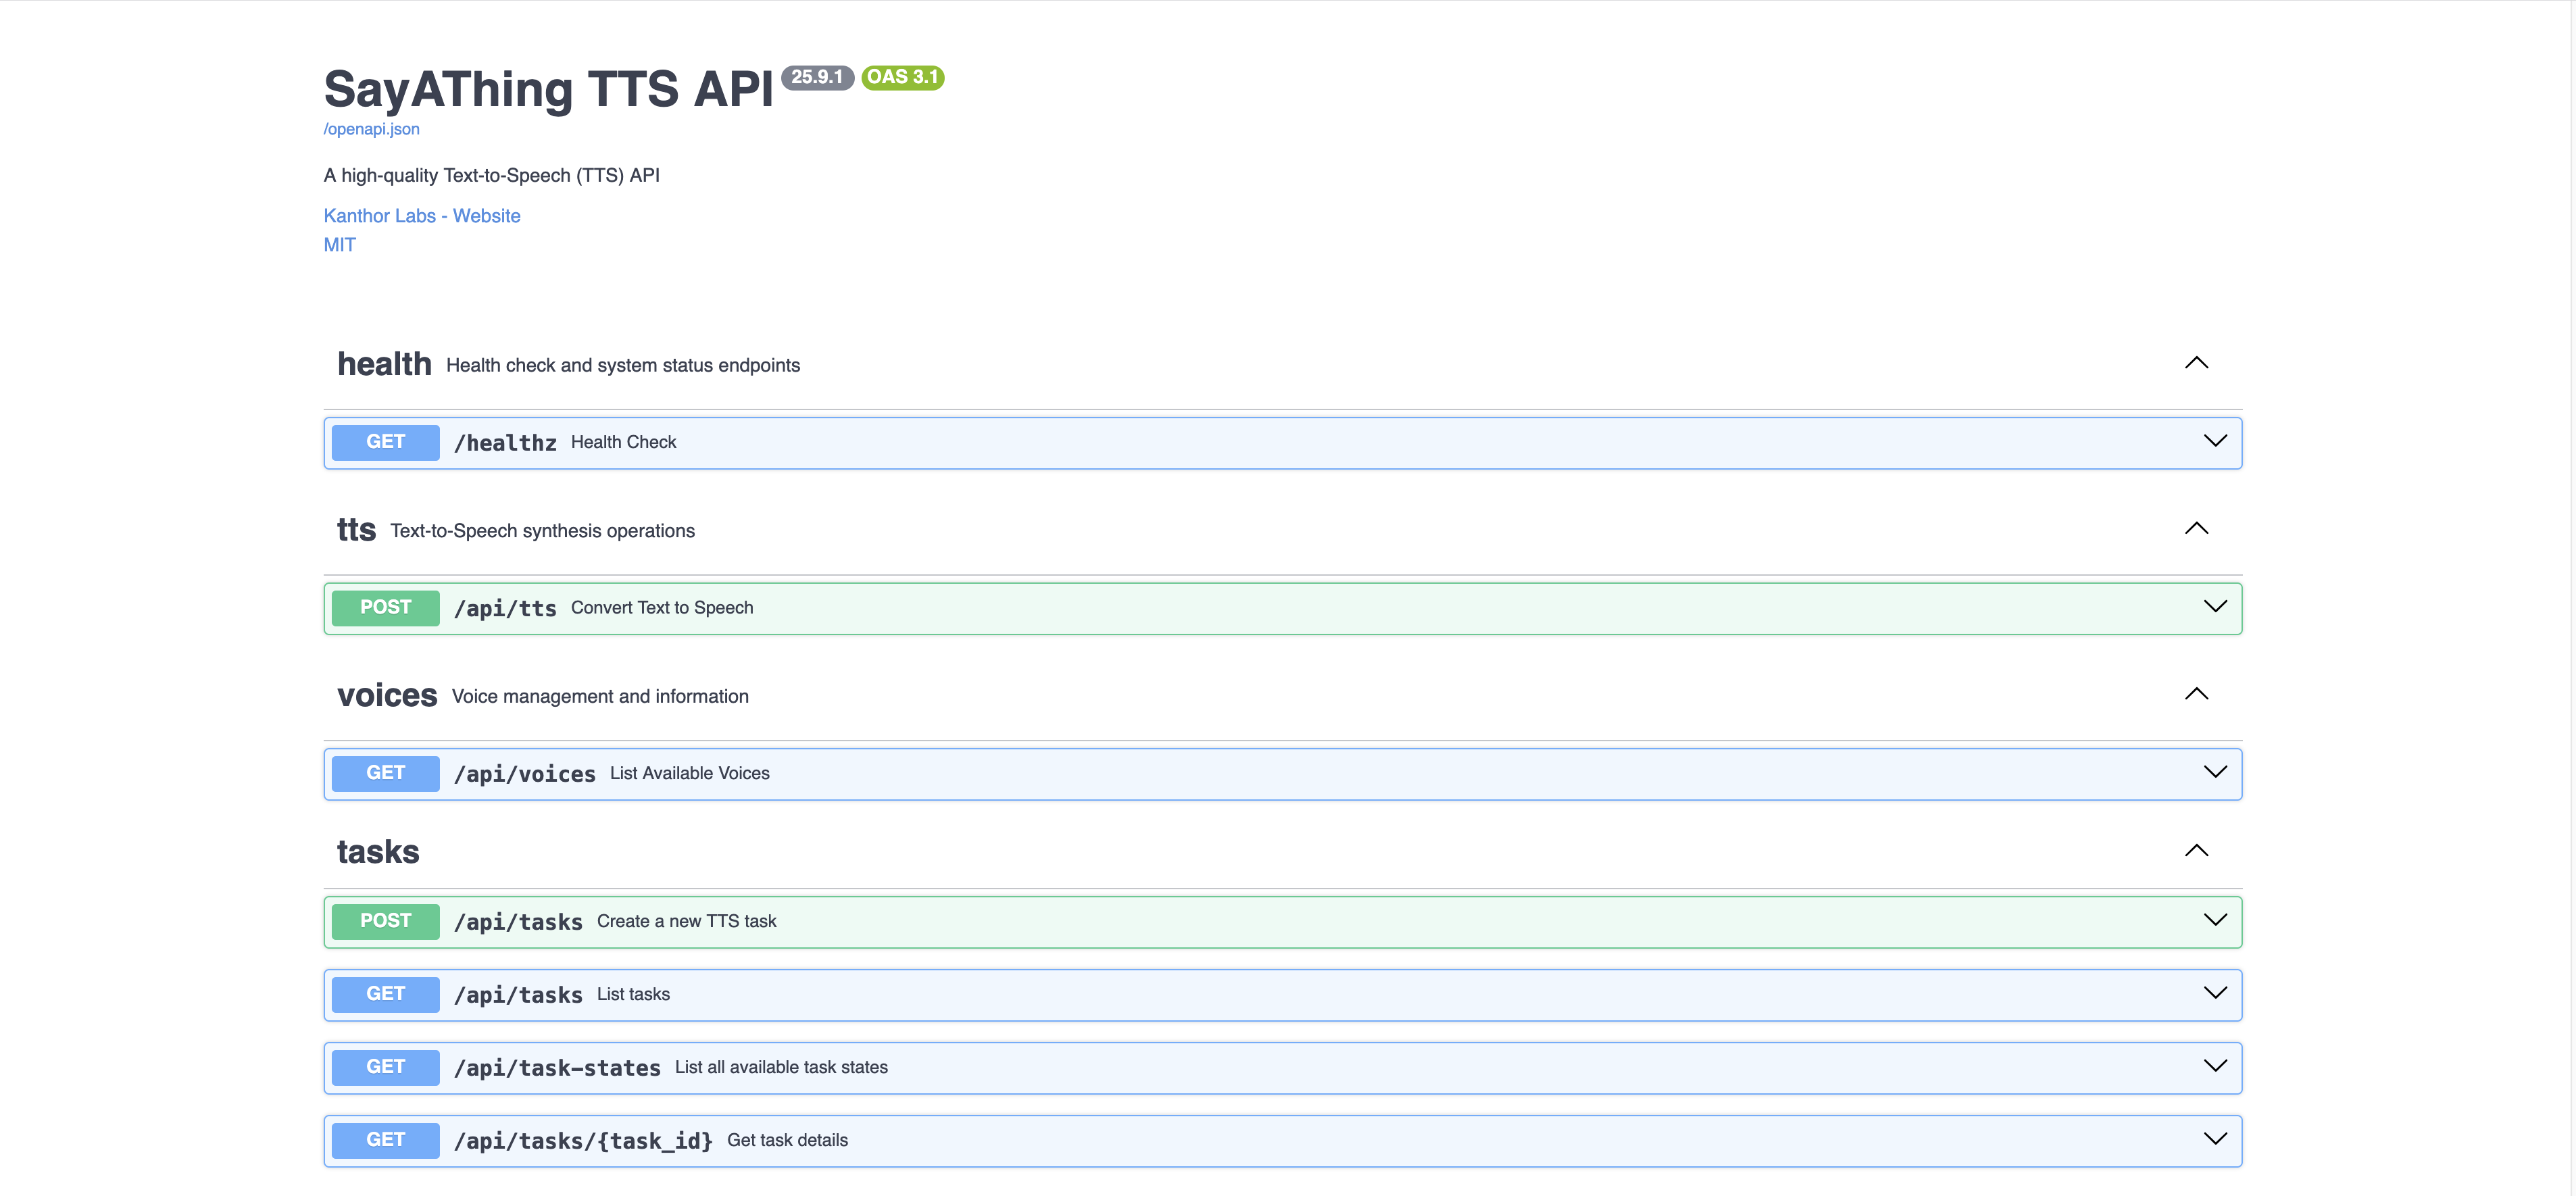 SayAThing TTS API 25.9.1 OAS 3.1
/openapi.json
A high-quality Text-to-Speech (TTS) API
Kanthor Labs - Website
MIT
health Health check and system status endpoints
GET /healthz Health Check
tts Text-to-Speech synthesis operations
POST /api/tts Convert Text to Speech
voices Voice management and information
GET /api/voices List Available Voices
tasks
POST /api/tasks Create a new TTS task
GET /api/tasks List tasks
GET /api/task-states List all available task states
GET /api/tasks/{task_id} Get task details